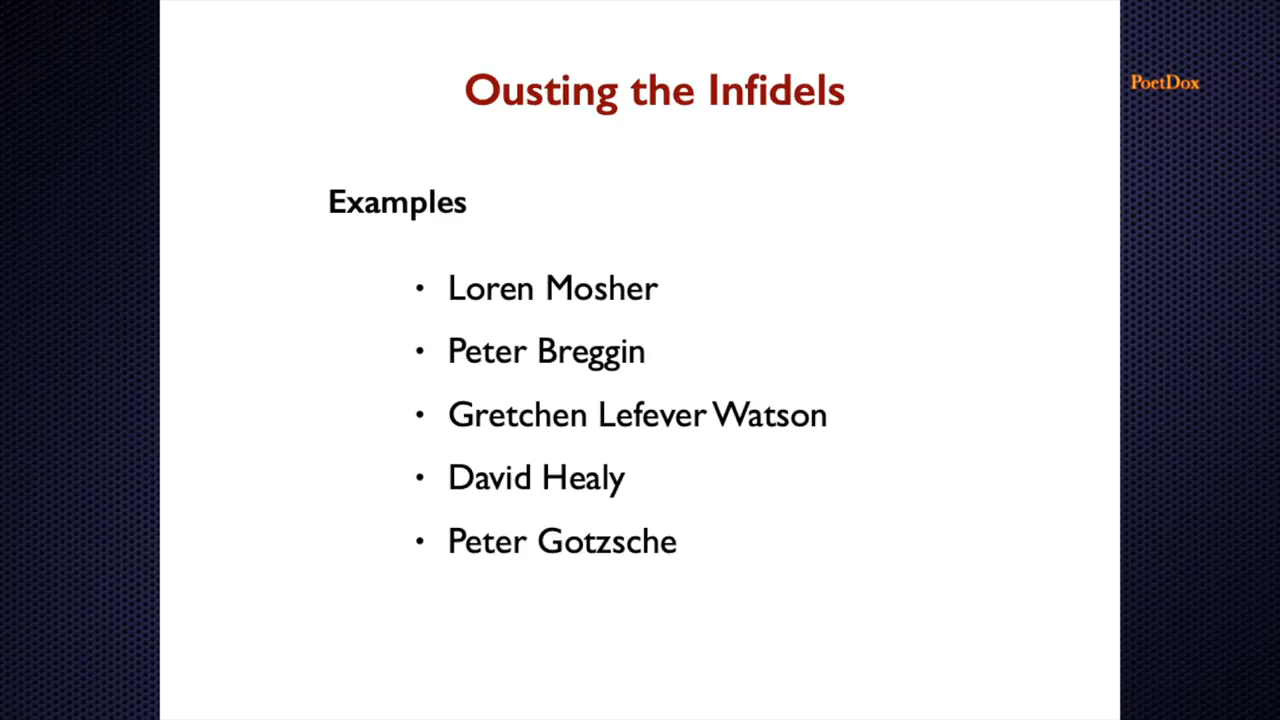 Ousting the Infidels
PoetDox
Examples
• Loren Mosher
• Peter Breggin
• Gretchen Lefever Watson
• David Healy
• Peter Gotzsche